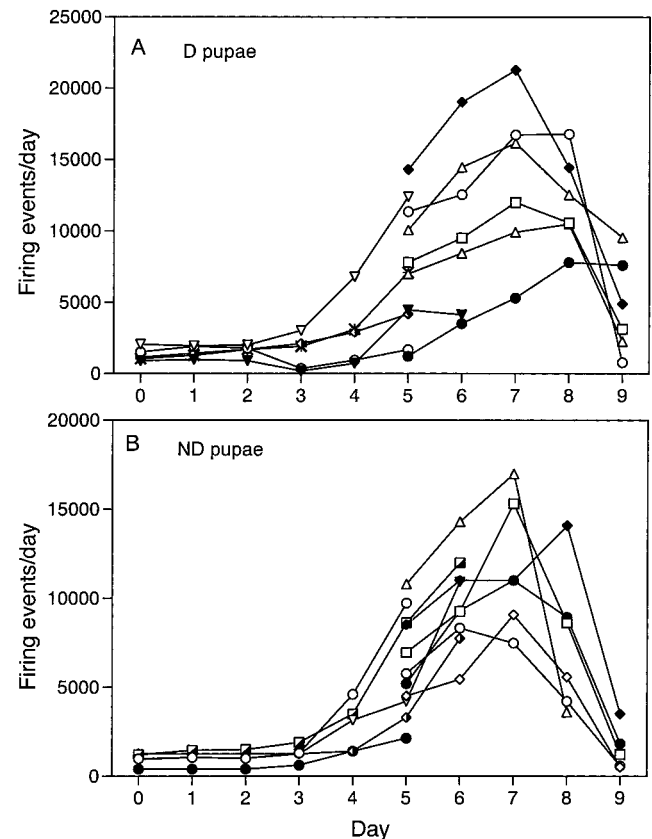 25000
A
D pupae
20000
15000
10000
5000
0
Firing events/day
0 1 2 3 4 5 6 7 8 9
20000
B
ND pupae
15000
10000
5000
0
Firing events/day
0 1 2 3 4 5 6 7 8 9
Day